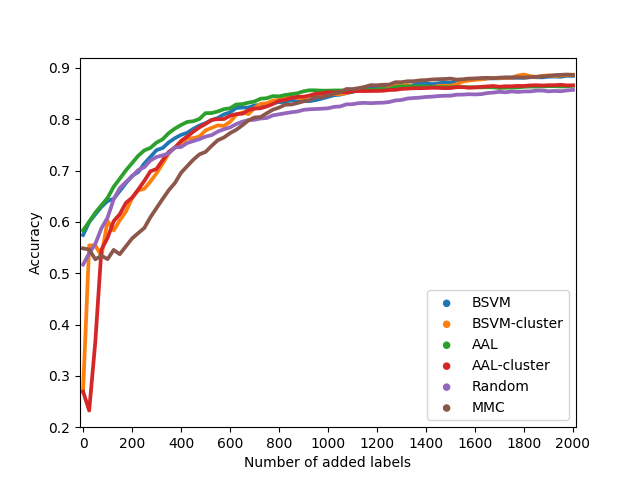 0.9
0.8
0.7
0.6
0.5
0.4
0.3
0.2
Accuracy
0 200 400 600 800 1000 1200 1400 1600 1800 2000
Number of added labels
BSVM
BSVM-cluster
AAL
AAL-cluster
Random
MMC